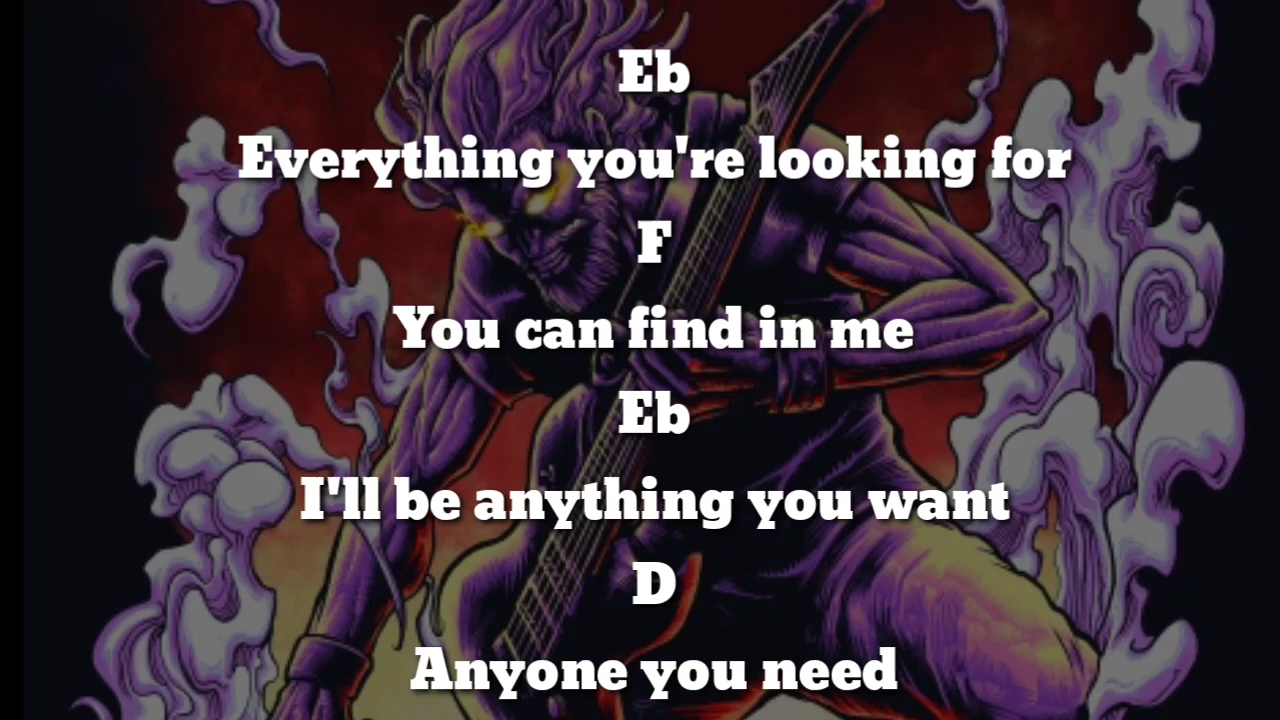 Eb
Everything you're looking for
F
You can find in me
Eb
I'll be anything you want
D
Anyone you need